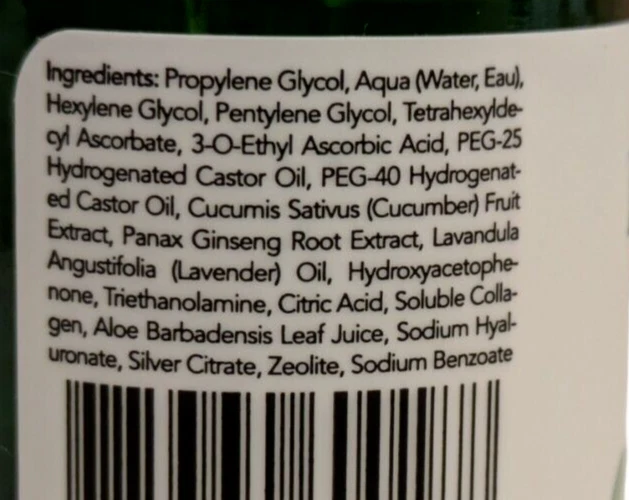 Ingredients: Propylene Glycol, Aqua (Water, Eau),
Hexylene Glycol, Pentylene Glycol, Tetrahexylde-
cyl Ascorbate, 3-O-Ethyl Ascorbic Acid, PEG-25
Hydrogenated Castor Oil, PEG-40 Hydrogenat-
ed Castor Oil, Cucumis Sativus (Cucumber) Fruit
Extract, Panax Ginseng Root Extract, Lavandula
Angustifolia (Lavender) Oil, Hydroxyacetophe-
none, Triethanolamine, Citric Acid, Soluble Colla-
gen, Aloe Barbadensis Leaf Juice, Sodium Hyal-
uronate, Silver Citrate, Zeolite, Sodium Benzoate